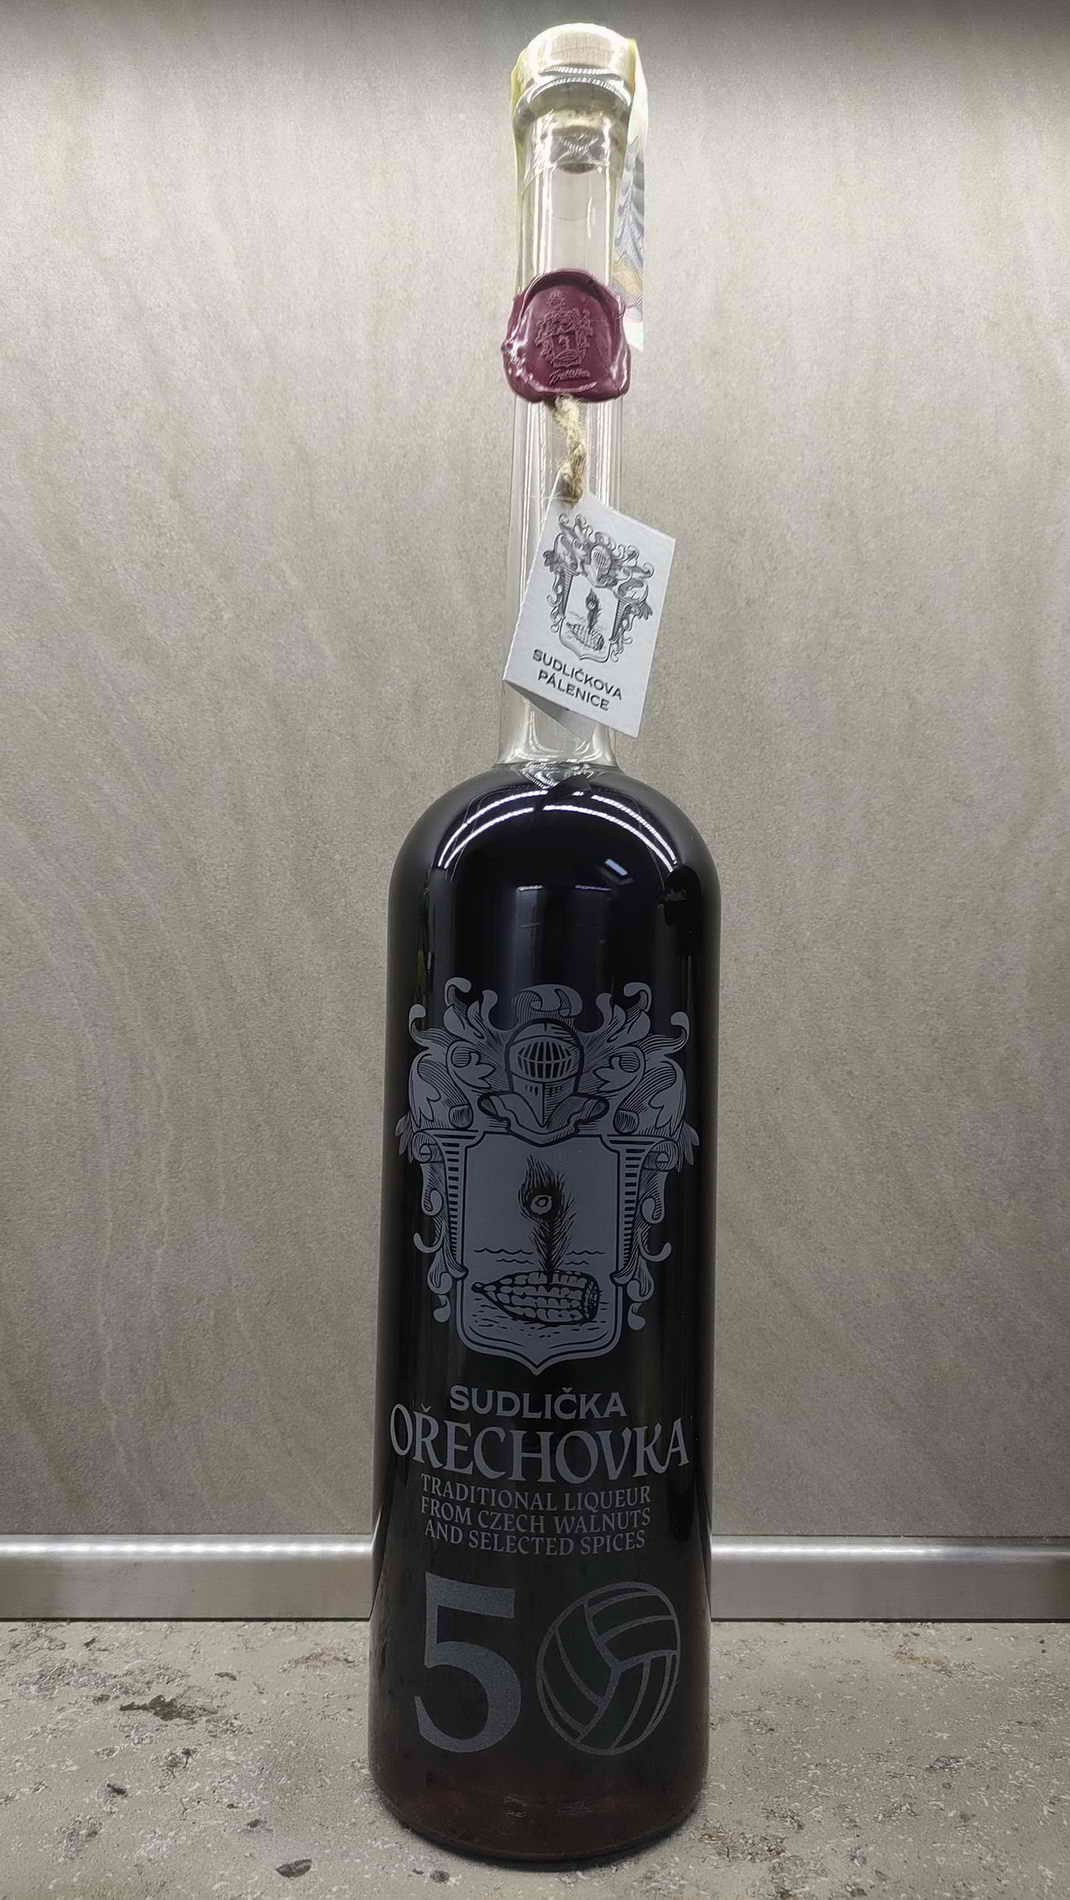 SUDLIČKOVA
PÁLENICE
SUDLIČKA
OŘECHOVKA
TRADITIONAL LIQUEUR
FROM CZECH WALNUTS
AND SELECTED SPICES
5